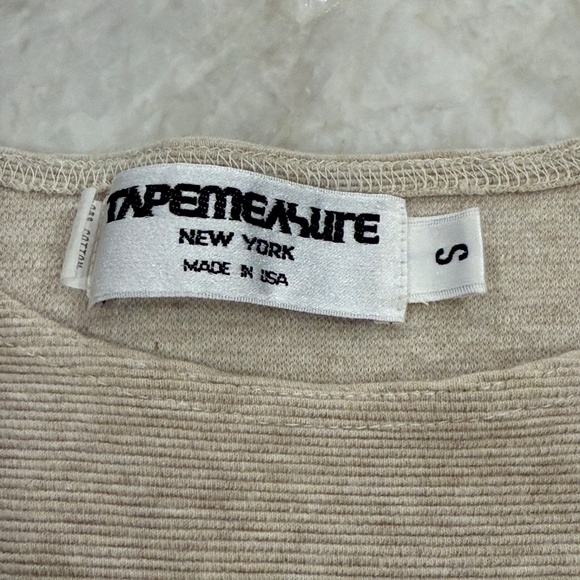 TAPEMEASURE
NEW YORK
MADE IN USA
S
COTTON